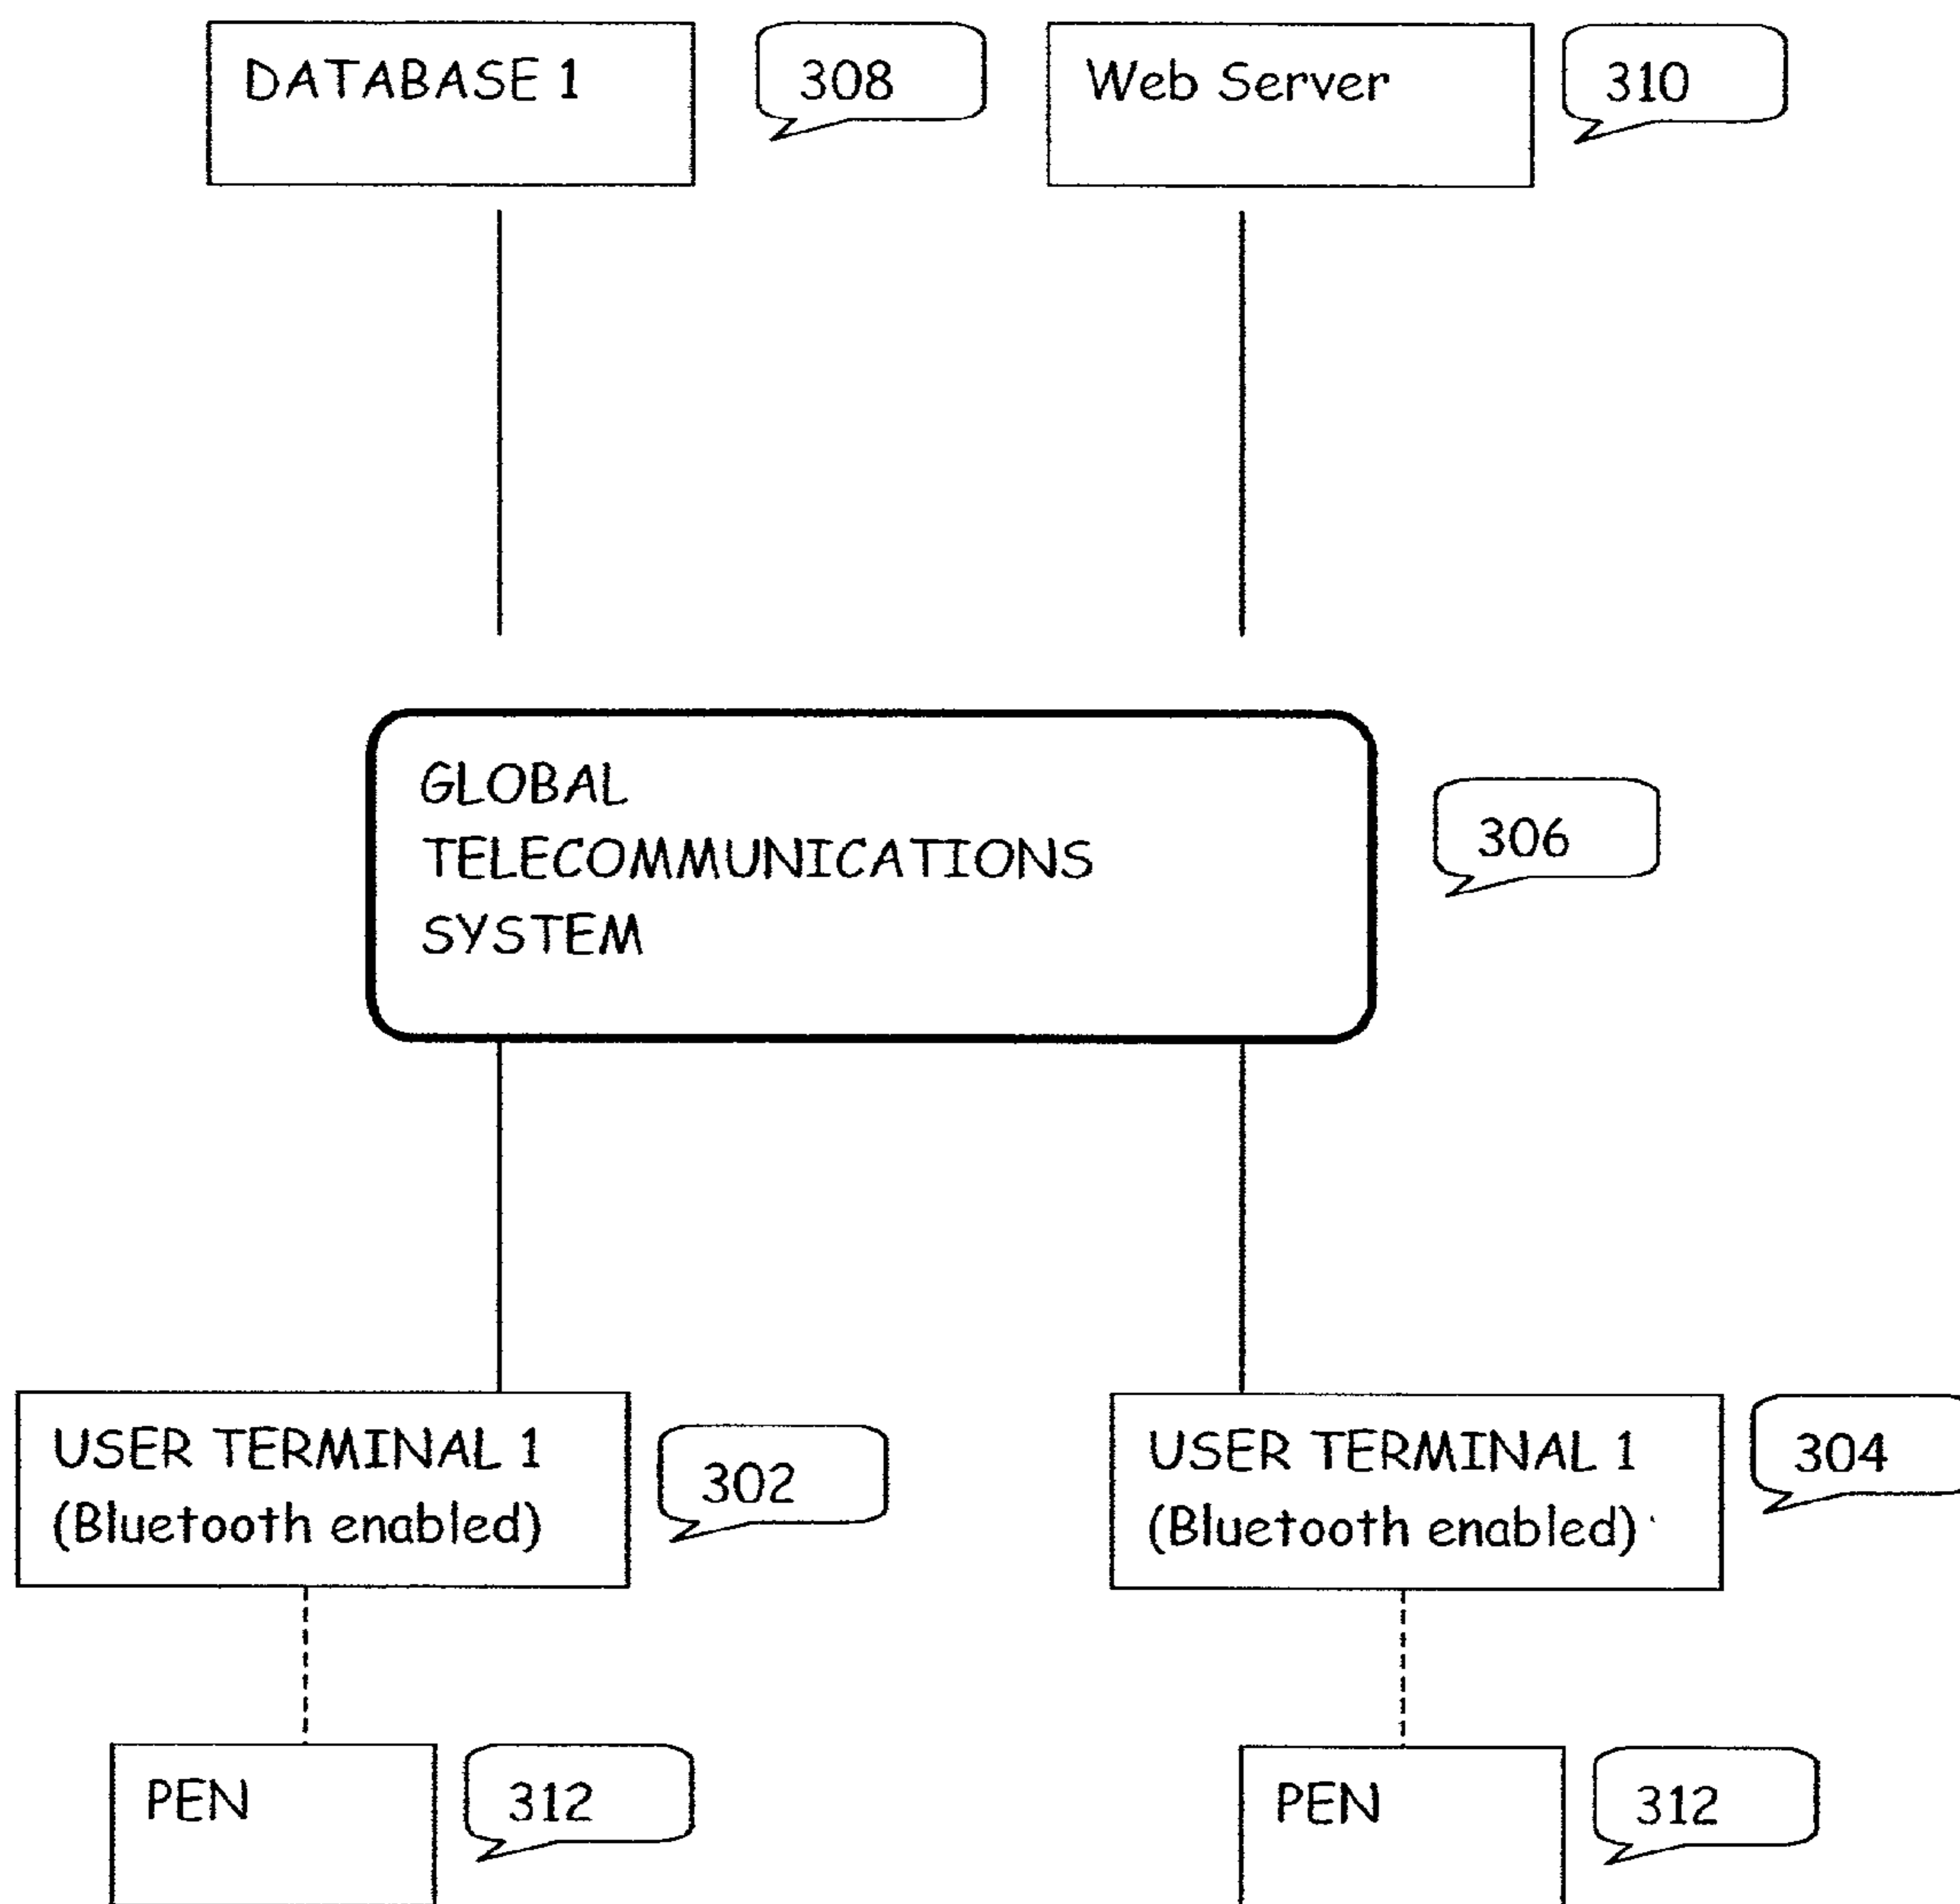 DATABASE 1
308
Web Server
310
GLOBAL
TELECOMMUNICATIONS
SYSTEM
306
USER TERMINAL 1
(Bluetooth enabled)
302
USER TERMINAL 1
(Bluetooth enabled)
304
PEN
312
PEN
312